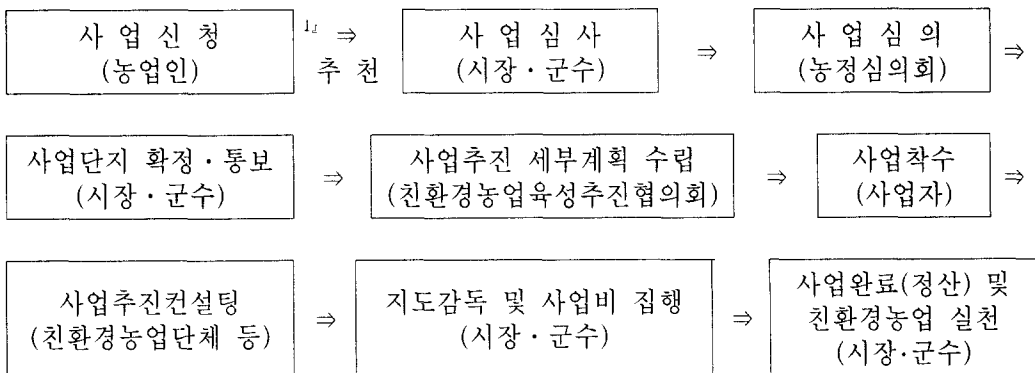 사 업 신 청 ⇒ 사 업 심 사 ⇒ 사 업 심 의 ⇒
(농업인) 추 천 (시장·군수) (농정심의회)
사업단지 확정·통보 ⇒ 사업추진 세부계획 수립 ⇒ 사업착수 ⇒
(시장·군수) (친환경농업육성추진협의회) (사업자)
사업추진컨설팅 ⇒ 지도감독 및 사업비 집행 ⇒ 사업완료(정산) 및
(친환경농업단체 등) (시장·군수) 친환경농업 실천
(시장·군수)